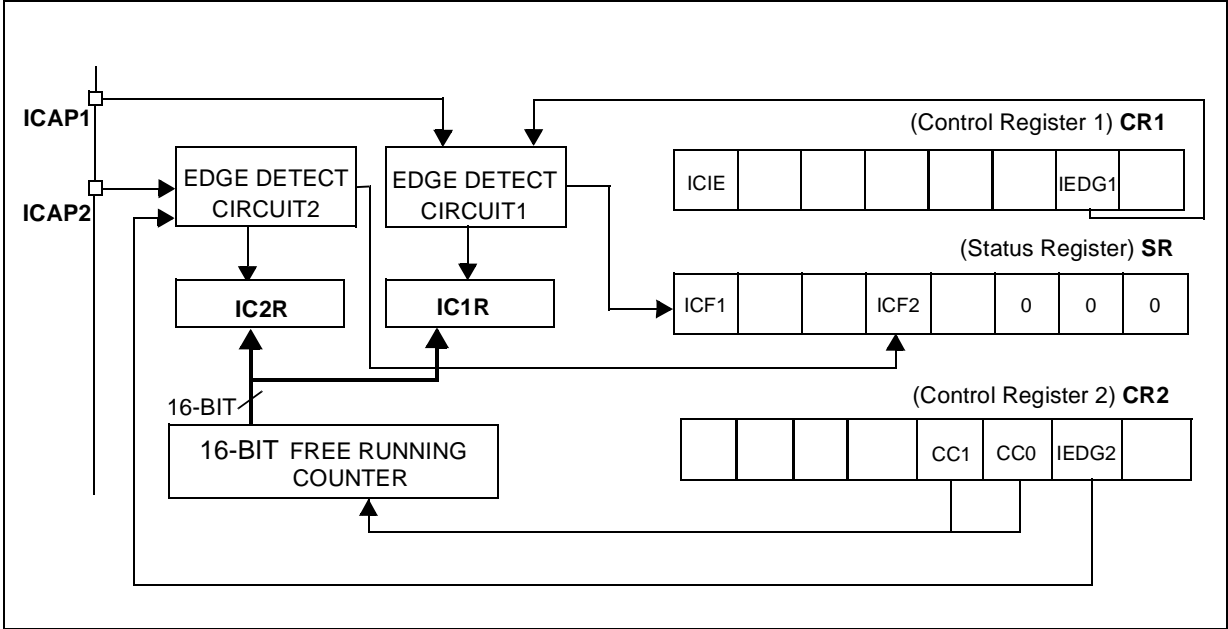 ICAP1
ICAP2
EDGE DETECT
CIRCUIT2
EDGE DETECT
CIRCUIT1
IC2R
IC1R
16-BIT
16-BIT FREE RUNNING
COUNTER
(Control Register 1) CR1
ICIE IEDG1
(Status Register) SR
ICF1 ICF2 0 0 0
(Control Register 2) CR2
CC1 CC0 IEDG2